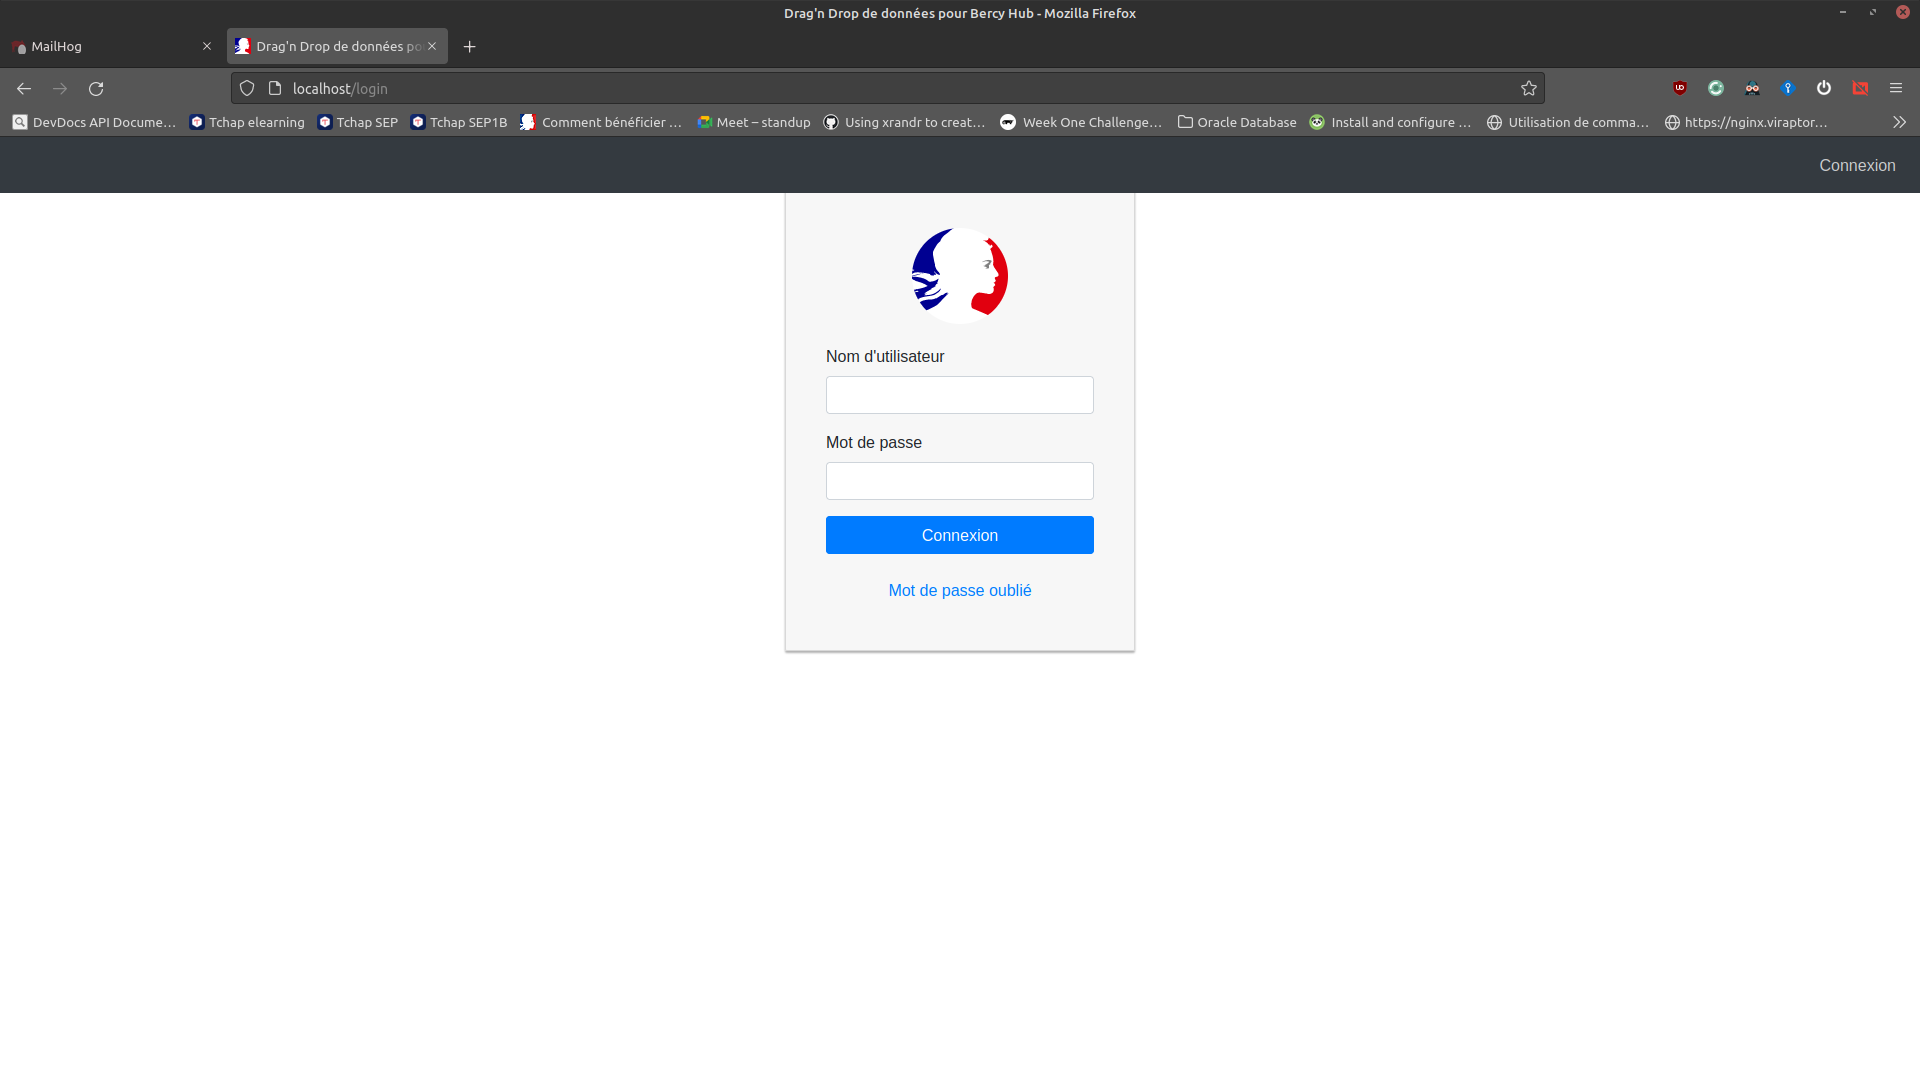 Drag'n Drop de données pour Bercy Hub - Mozilla Firefox
MailHog
Drag'n Drop de données po
localhost/login
DevDocs API Docume…
Tchap elearning
Tchap SEP
Tchap SEP1B
Comment bénéficier …
Meet – standup
Using xrandr to creat…
Week One Challenge…
Oracle Database
Install and configure …
Utilisation de comma…
https://nginx.viraptor…
Connexion
Nom d'utilisateur
Mot de passe
Connexion
Mot de passe oublié